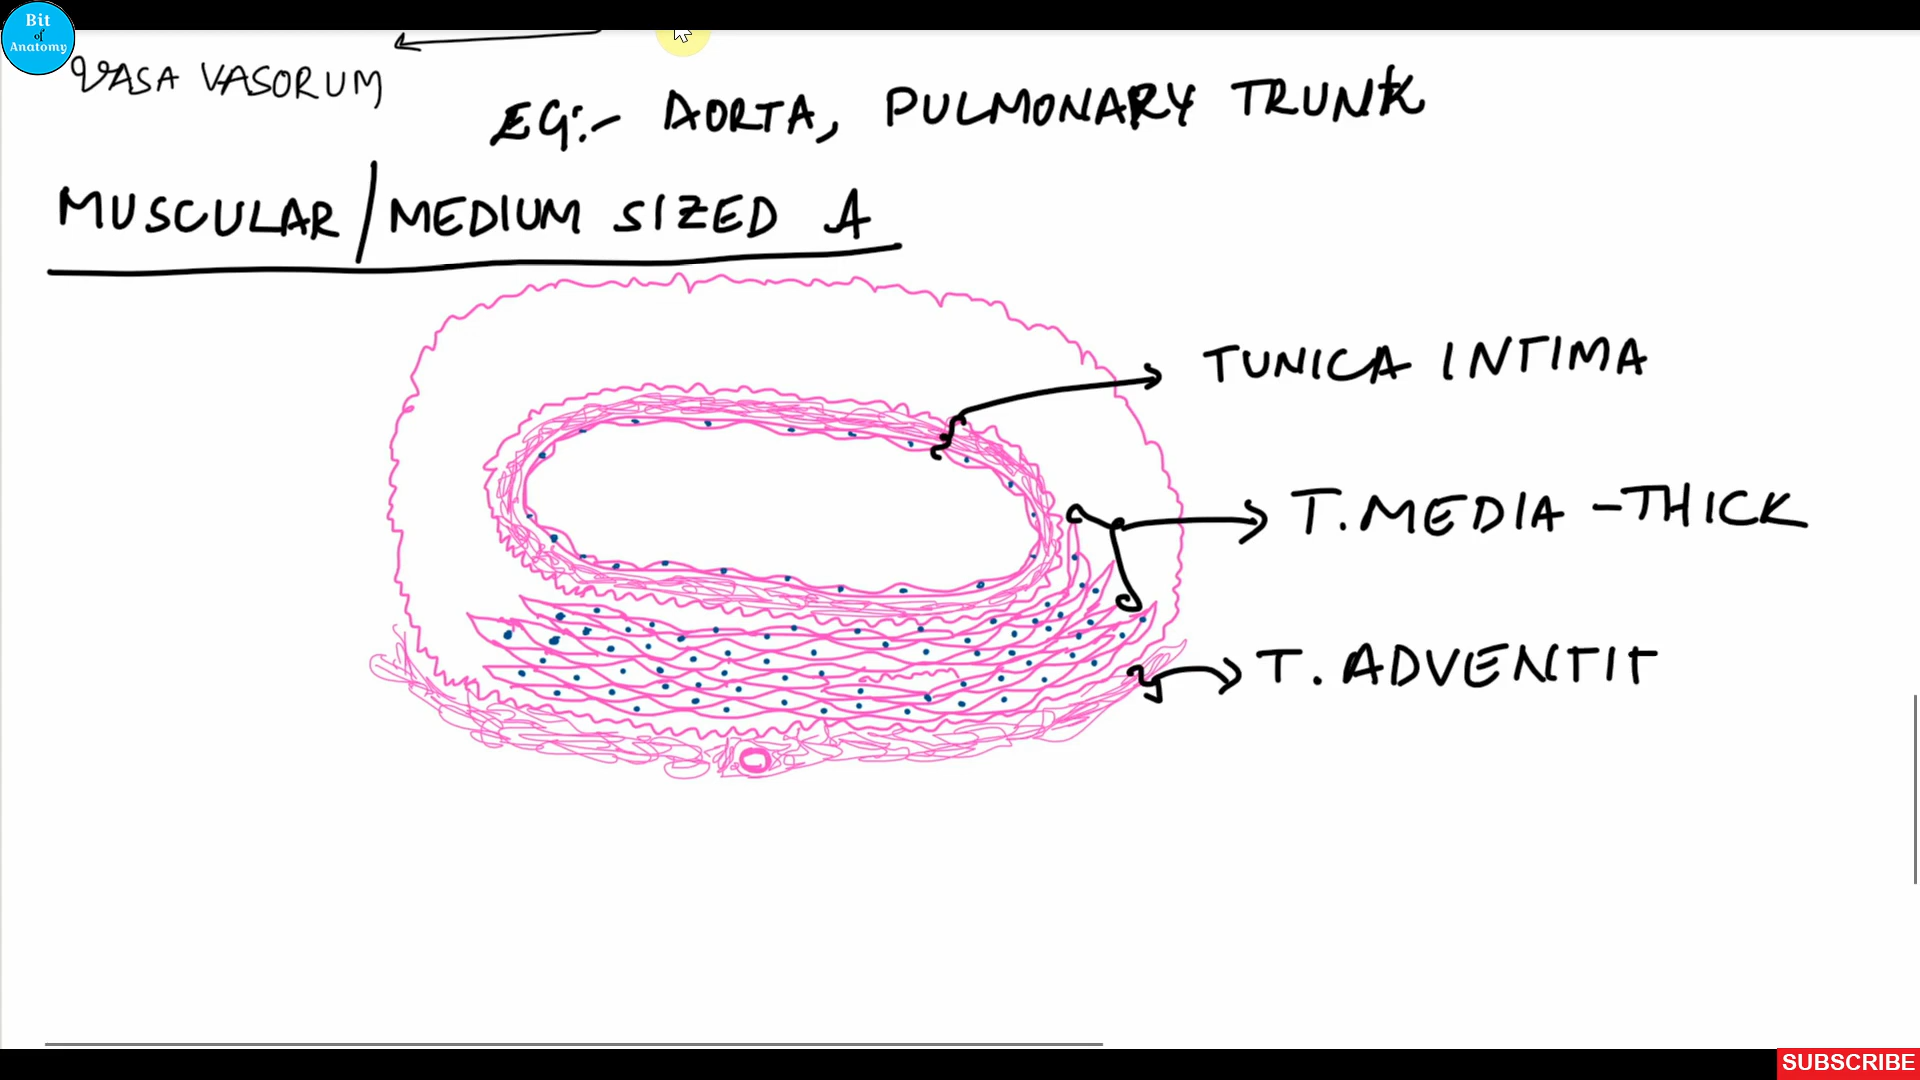 Bit
of
Anatomy
VASA VASORUM
EG:- AORTA, PULMONARY TRUNK
MUSCULAR/MEDIUM SIZED A
TUNICA INTIMA
T. MEDIA - THICK
T. ADVENTIT
SUBSCRIBE